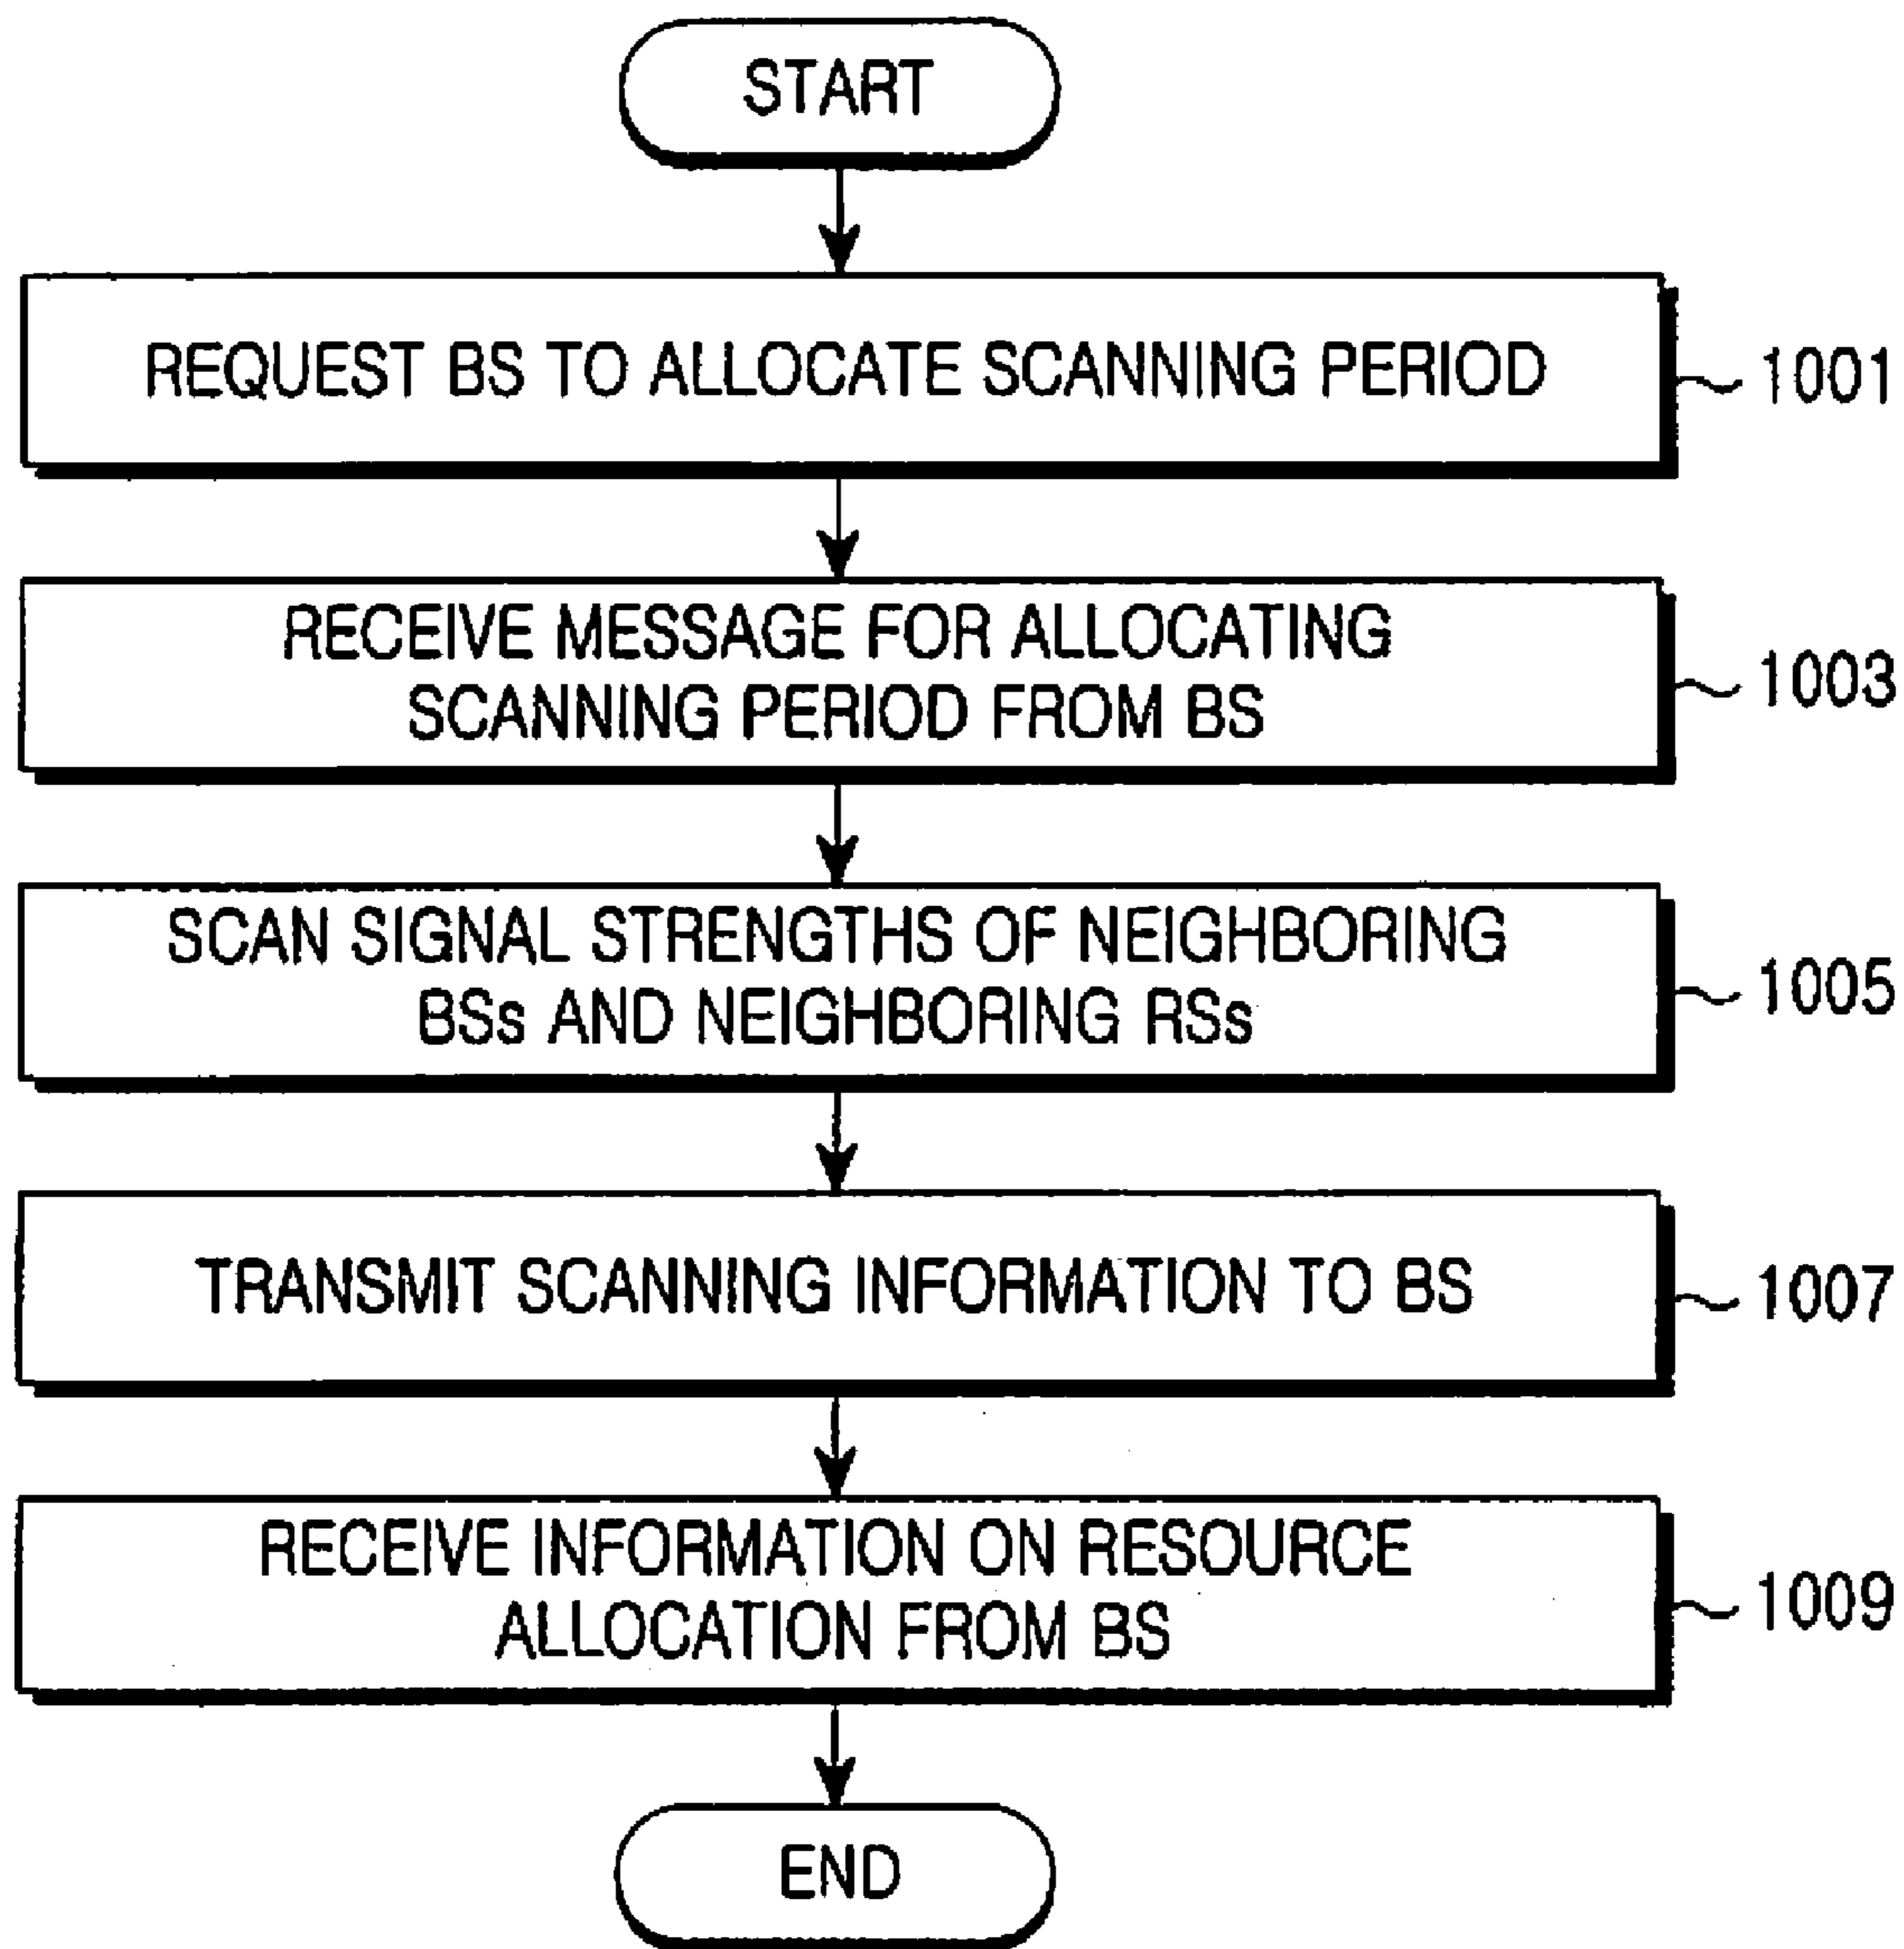 START
REQUEST BS TO ALLOCATE SCANNING PERIOD
1001
RECEIVE MESSAGE FOR ALLOCATING
SCANNING PERIOD FROM BS
1003
SCAN SIGNAL STRENGTHS OF NEIGHBORING
BSs AND NEIGHBORING RSs
1005
TRANSMIT SCANNING INFORMATION TO BS
1007
RECEIVE INFORMATION ON RESOURCE
ALLOCATION FROM BS
1009
END